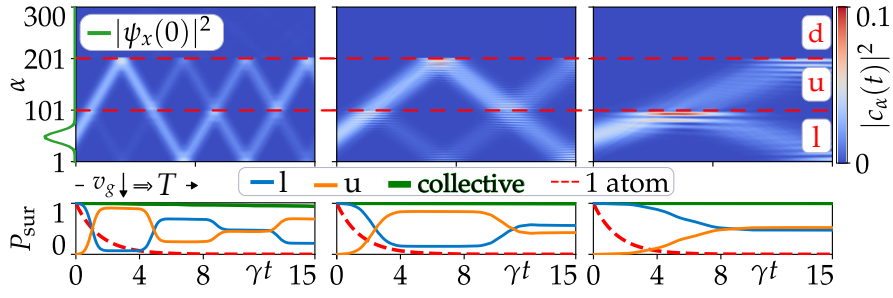 300
201
α
101
1
|ψ_x(0)|²
d
u
l
0.1
|c_α(t)|²
0
- v_g ↓ ⇒ T →
l u collective 1 atom
P_sur
1
0
0 4 8 γt 15
0 4 8 γt 15
0 4 8 γt 15